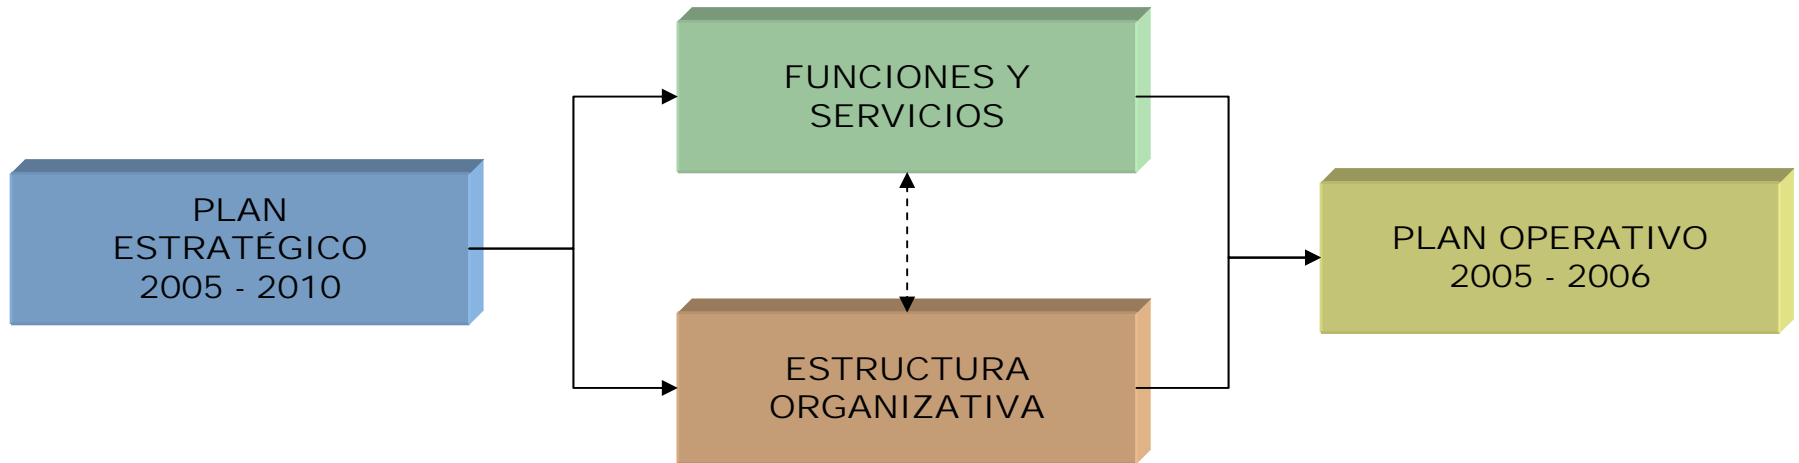 PLAN
ESTRATÉGICO
2005 - 2010
FUNCIONES Y
SERVICIOS
ESTRUCTURA
ORGANIZATIVA
PLAN OPERATIVO
2005 - 2006